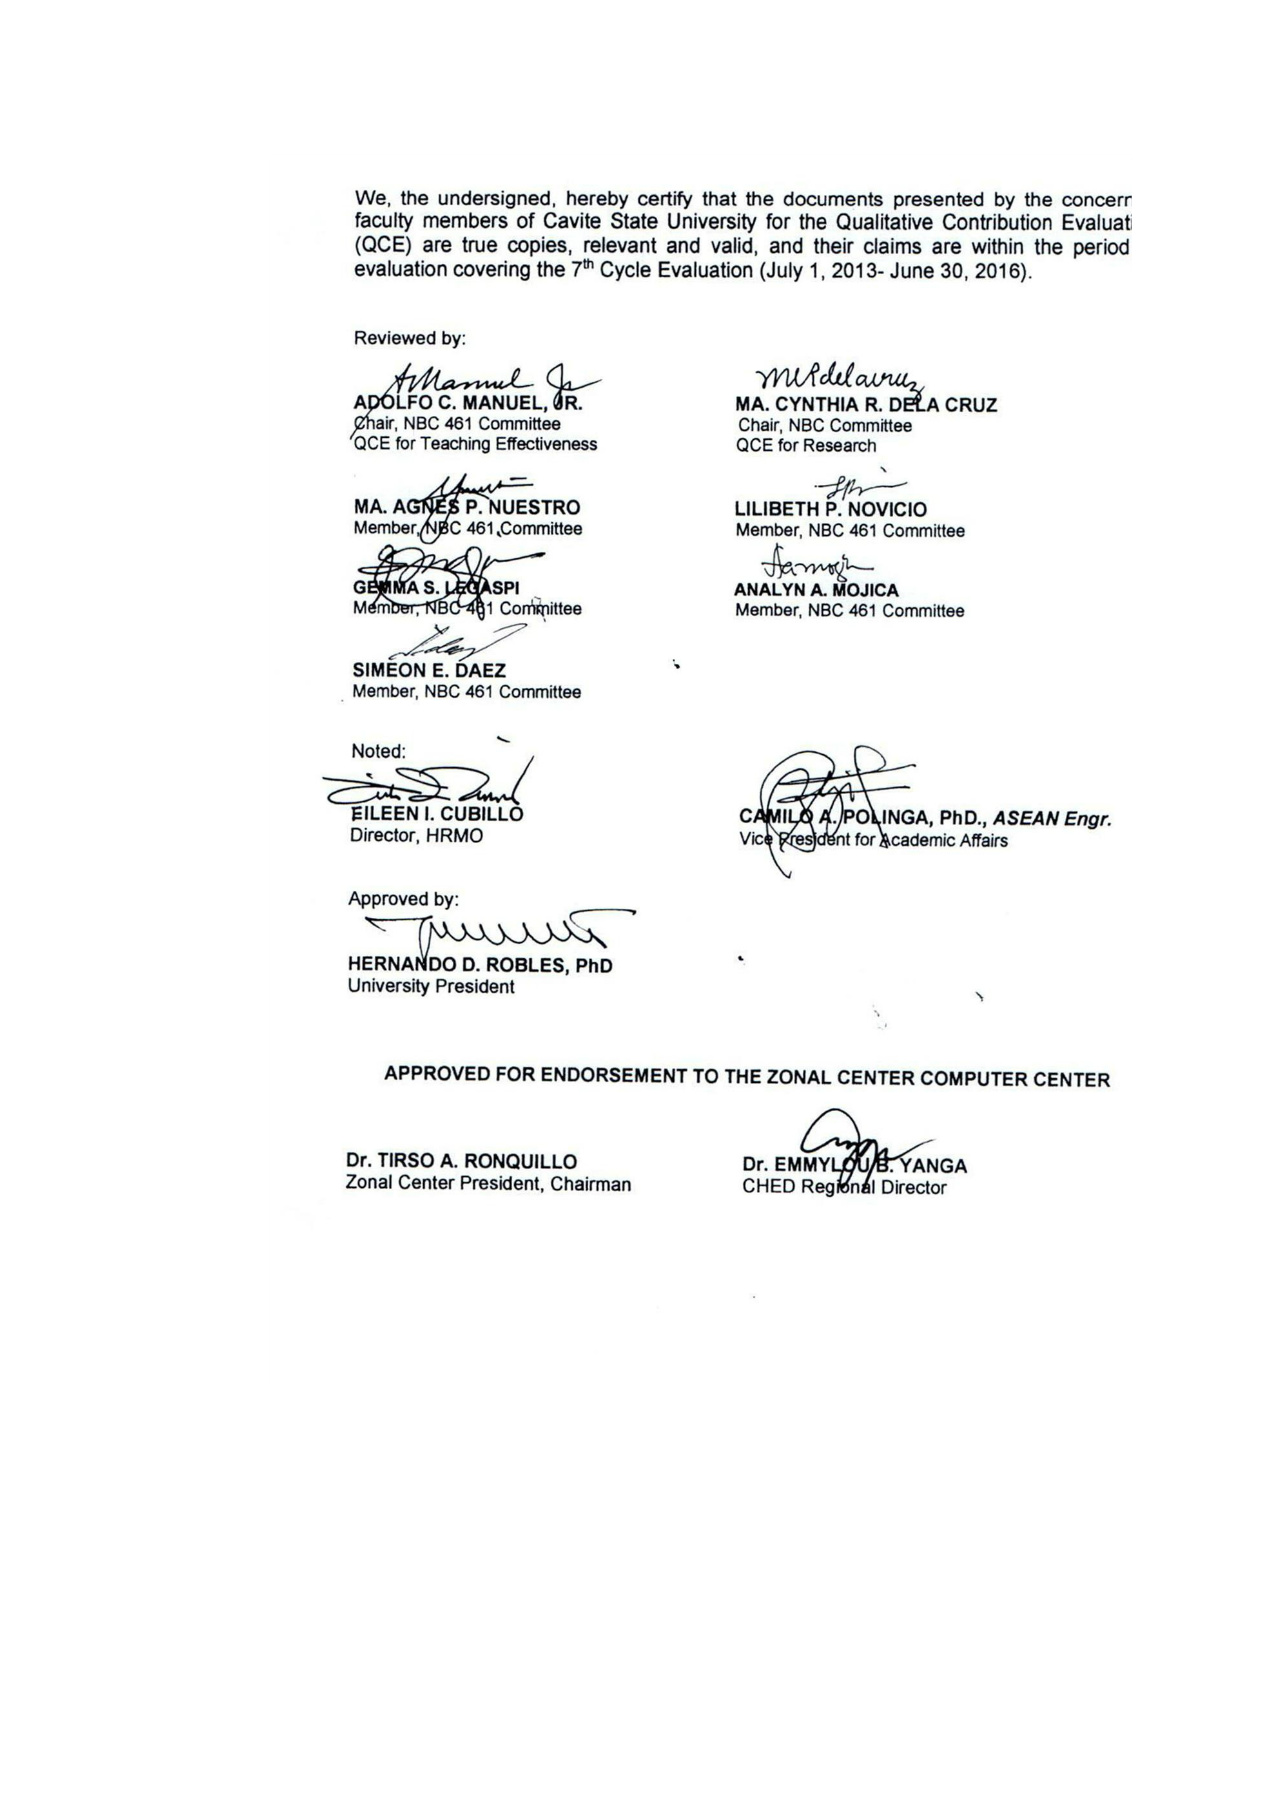 We, the undersigned, hereby certify that the documents presented by the concern
faculty members of Cavite State University for the Qualitative Contribution Evaluati
(QCE) are true copies, relevant and valid, and their claims are within the period
evaluation covering the 7th Cycle Evaluation (July 1, 2013- June 30, 2016).
Reviewed by:
AMamuel Jr
ADOLFO C. MANUEL, JR.
Chair, NBC 461 Committee
QCE for Teaching Effectiveness
MCRdelacruz
MA. CYNTHIA R. DELA CRUZ
Chair, NBC Committee
QCE for Research
MA. AGNES P. NUESTRO
Member, NBC 461 Committee
LILIBETH P. NOVICIO
Member, NBC 461 Committee
GEMMA S. LEGASPI
Member, NBC 461 Committee
ANALYN A. MOJICA
Member, NBC 461 Committee
SIMEON E. DAEZ
Member, NBC 461 Committee
Noted:
EILEEN I. CUBILLO
Director, HRMO
CAMILO A. POLINGA, PhD., ASEAN Engr.
Vice President for Academic Affairs
Approved by:
HERNANDO D. ROBLES, PhD
University President
APPROVED FOR ENDORSEMENT TO THE ZONAL CENTER COMPUTER CENTER
Dr. TIRSO A. RONQUILLO
Zonal Center President, Chairman
Dr. EMMYLOU B. YANGA
CHED Regional Director